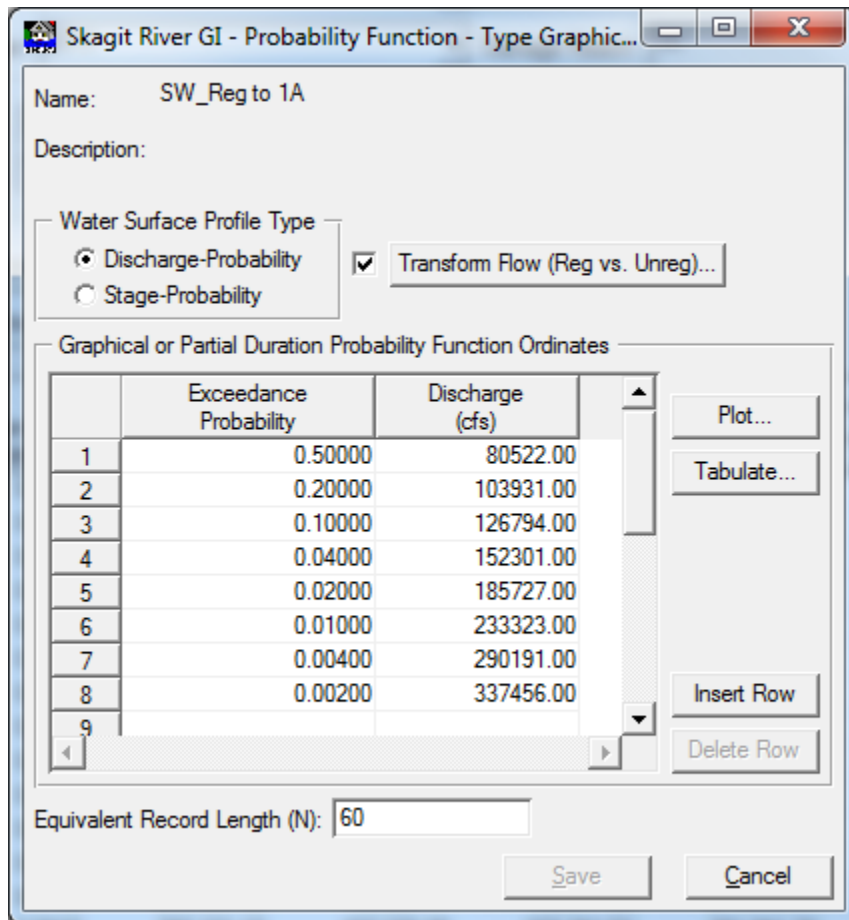 Skagit River GI - Probability Function - Type Graphic...
Name: SW_Reg to 1A
Description:
Water Surface Profile Type
Discharge-Probability
Transform Flow (Reg vs. Unreg)...
Stage-Probability
Graphical or Partial Duration Probability Function Ordinates
Exceedance Probability Discharge (cfs)
Plot...
1 0.50000 80522.00
Tabulate...
2 0.20000 103931.00
3 0.10000 126794.00
4 0.04000 152301.00
5 0.02000 185727.00
6 0.01000 233323.00
7 0.00400 290191.00
8 0.00200 337456.00
Insert Row
9
Delete Row
Equivalent Record Length (N): 60
Save Cancel